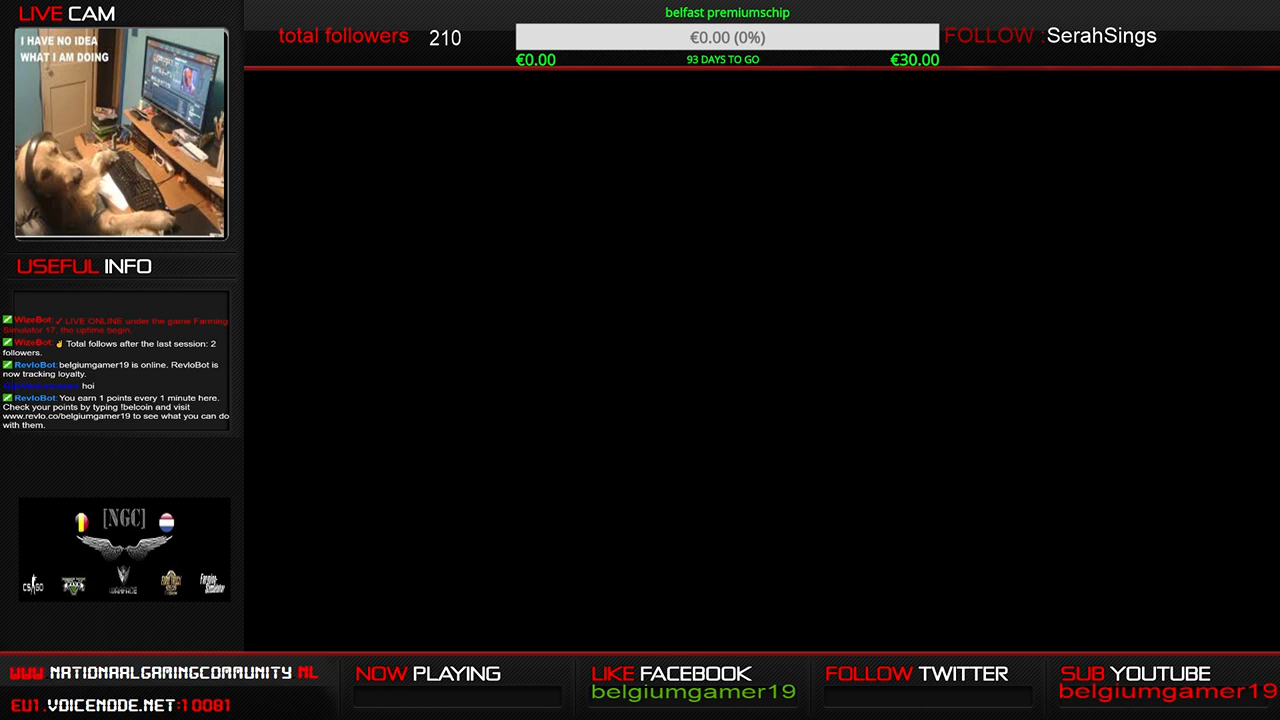 LIVE CAM
I HAVE NO IDEA
WHAT I AM DOING
total followers 210
belfast premiumschip
€0.00 (0%)
€0.00 93 DAYS TO GO €30.00
FOLLOW : SerahSings
USEFUL INFO
WizeBot: ✓ LIVE ONLINE under the game Farming
Simulator 17, the uptime begin.
WizeBot: ✌ Total follows after the last session: 2
followers.
RevloBot: belgiumgamer19 is online. RevloBot is
now tracking loyalty.
hoi
RevloBot: You earn 1 points every 1 minute here.
Check your points by typing !belcoin and visit
www.revlo.co/belgiumgamer19 to see what you can do
with them.
[NGC]
CS GO
WARFACE
Farming
Simulator
WWW NATIONAALGAMINGCOMMUNITY NL
EU1.VOICENODE.NET:10081
NOW PLAYING
LIKE FACEBOOK
belgiumgamer19
FOLLOW TWITTER
SUB YOUTUBE
belgiumgamer19